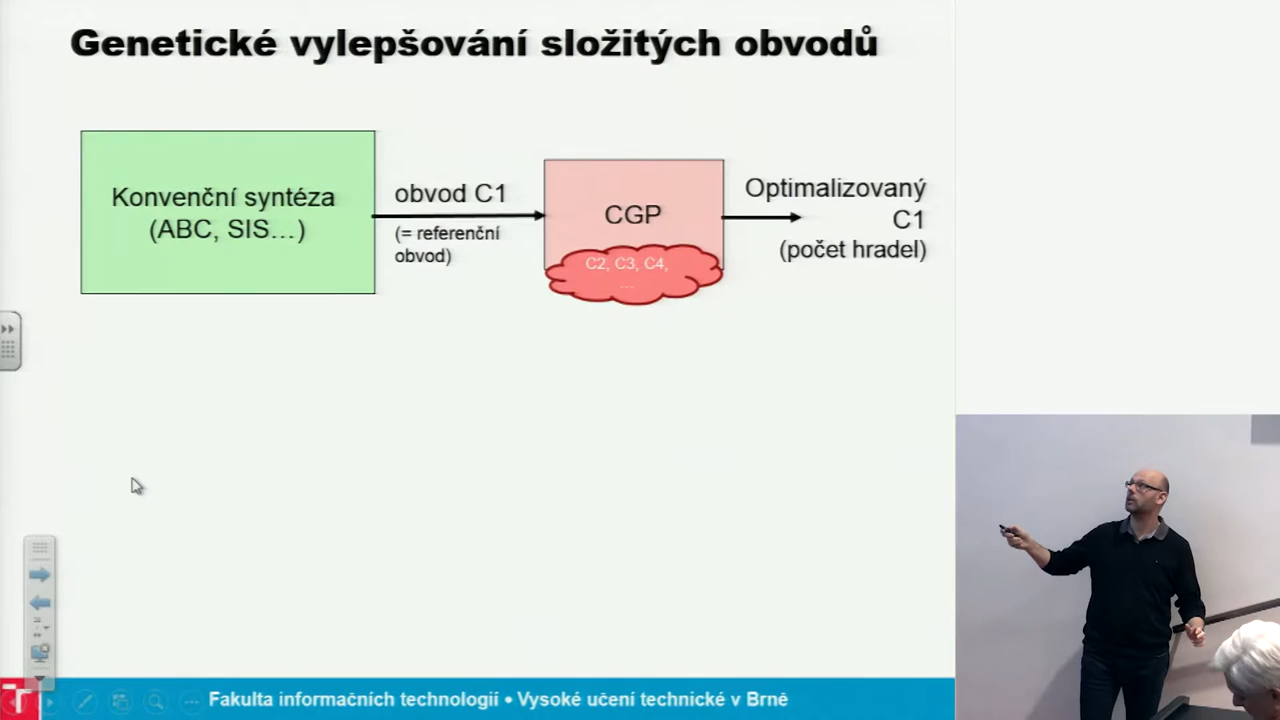 Genetické vylepšování složitých obvodů
Konvenční syntéza
(ABC, SIS…)
obvod C1
(= referenční
obvod)
CGP
C2, C3, C4,
…
Optimalizovaný
C1
(počet hradel)
Fakulta informačních technologií • Vysoké učení technické v Brně